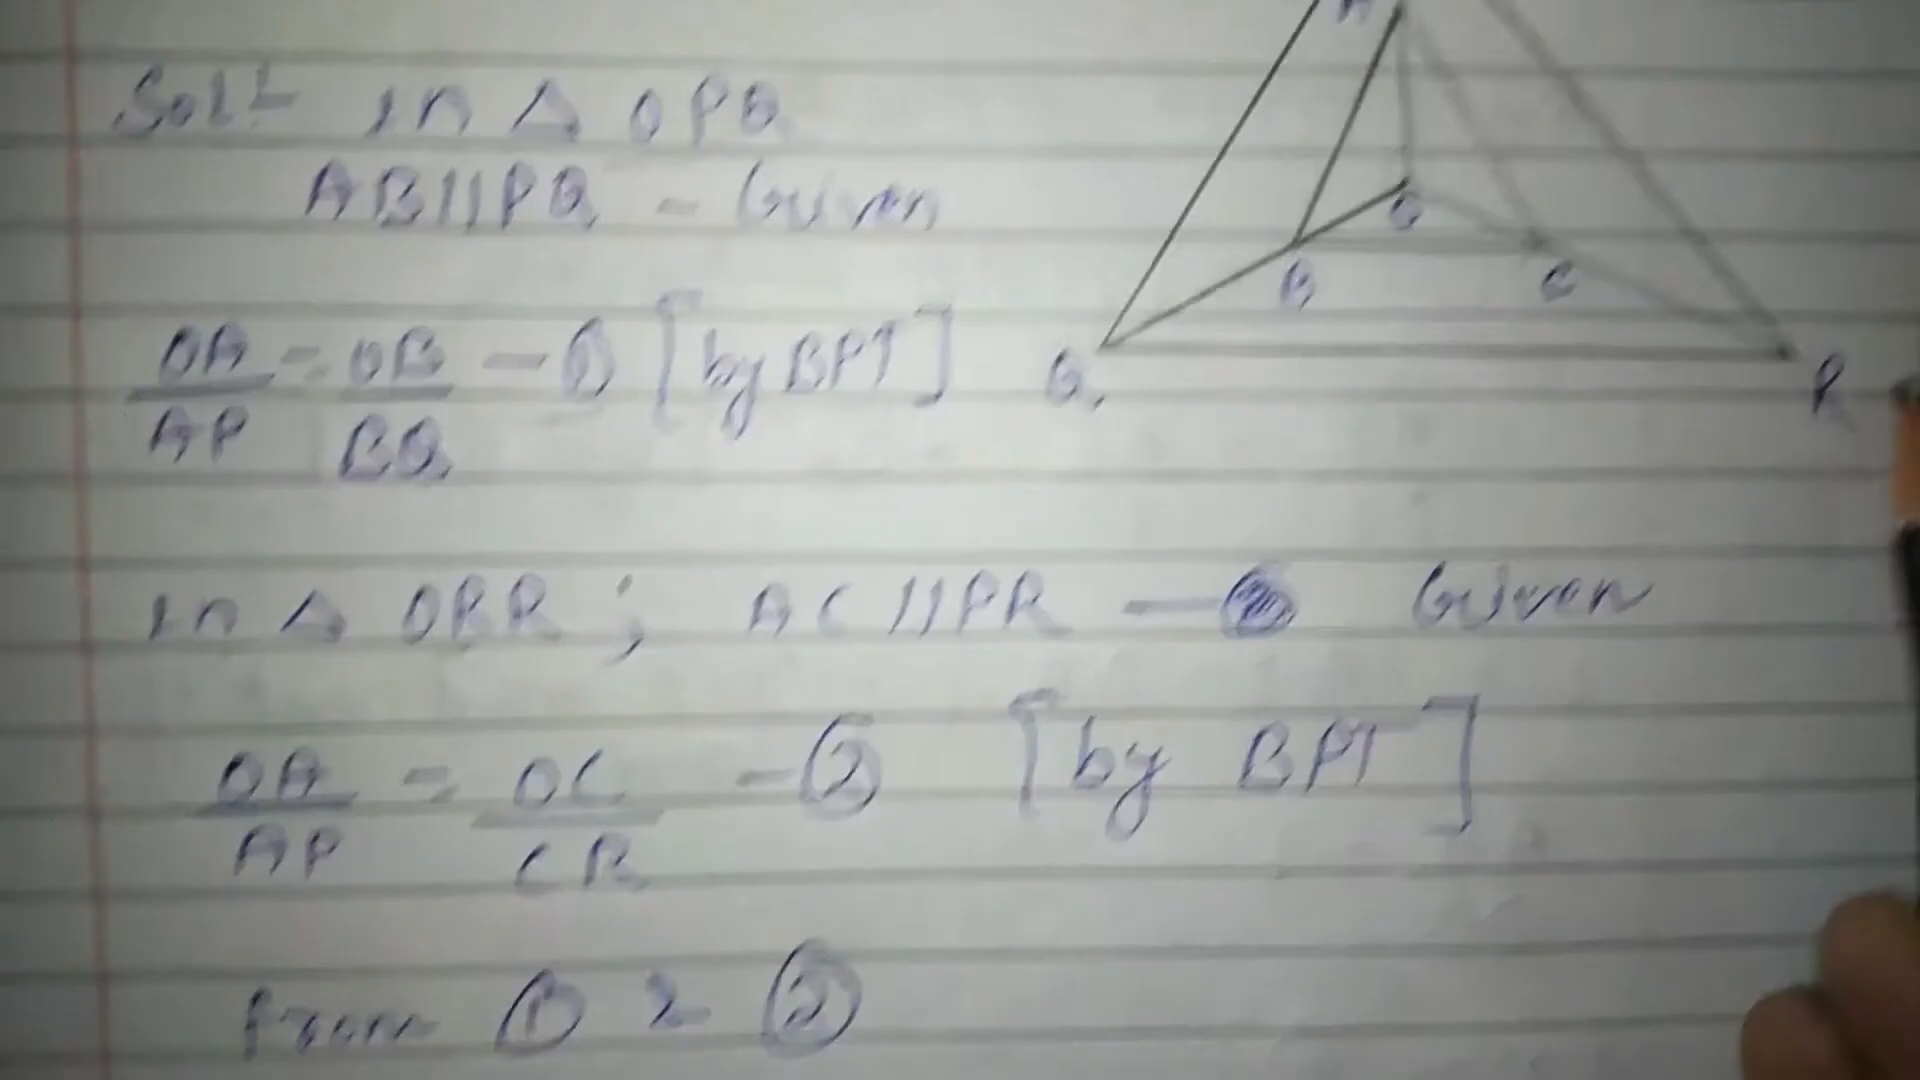 Sol:- in Δ OPQ
AB||PQ - Given
OA/AP = OB/BQ - ① [by BPT]
A
O
B
C
Q
R
in Δ OPR ; AC||PR — Given
OA/AP = OC/CR - ② [by BPT]
from ① & ②